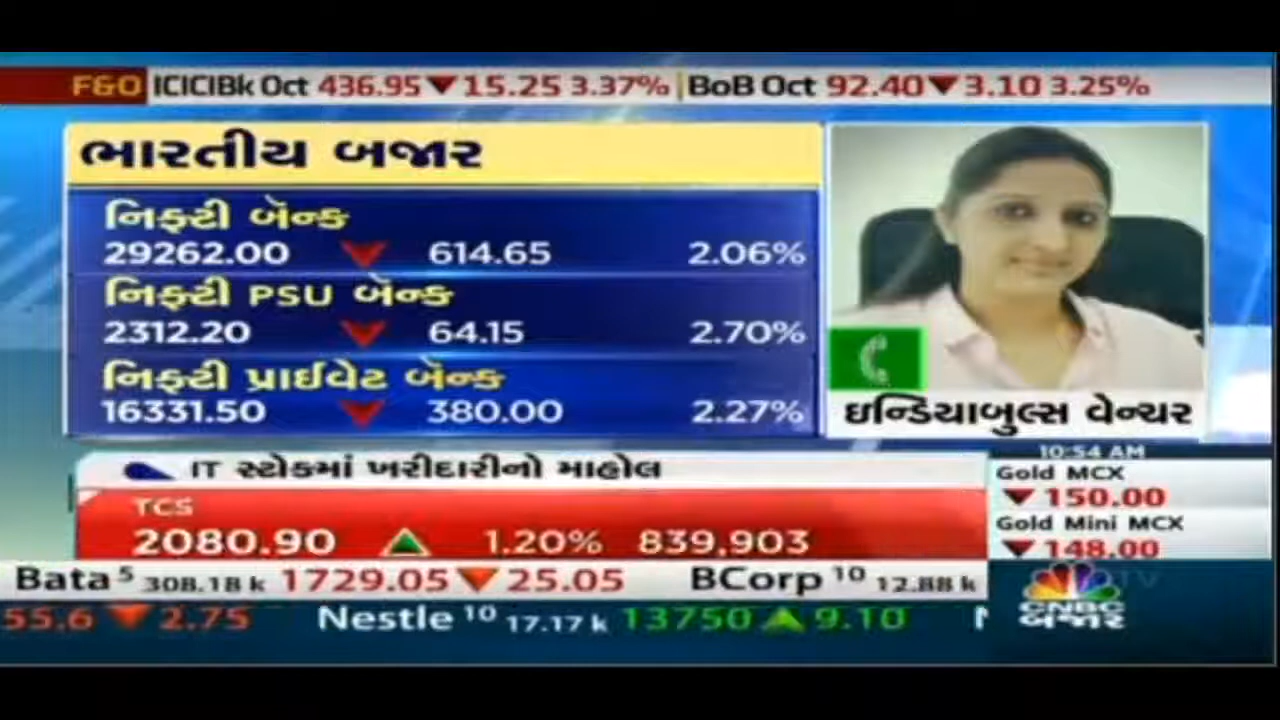 F&O ICICIBk Oct 436.95 ▼ 15.25 3.37% | BoB Oct 92.40 ▼ 3.10 3.25%
ભારતીય બજાર
નિફ્ટી બૅન્ક
29262.00 ▼ 614.65 2.06%
નિફ્ટી PSU બૅન્ક
2312.20 ▼ 64.15 2.70%
નિફ્ટી પ્રાઈવેટ બૅન્ક
16331.50 ▼ 380.00 2.27%
ઇન્ડિયાબુલ્સ વેન્ચર
10:54 AM
IT સ્ટોકમાં ખરીદારીનો માહોલ
TCS
2080.90 ▲ 1.20% 839,903
Gold MCX
▼ 150.00
Gold Mini MCX
▼ 148.00
Bata 5 308.18 k 1729.05 ▼ 25.05 BCorp 10 12.88 k
55.6 ▼ 2.75 Nestle 10 17.17 k 13750 ▲ 9.10
CNBC
બજાર